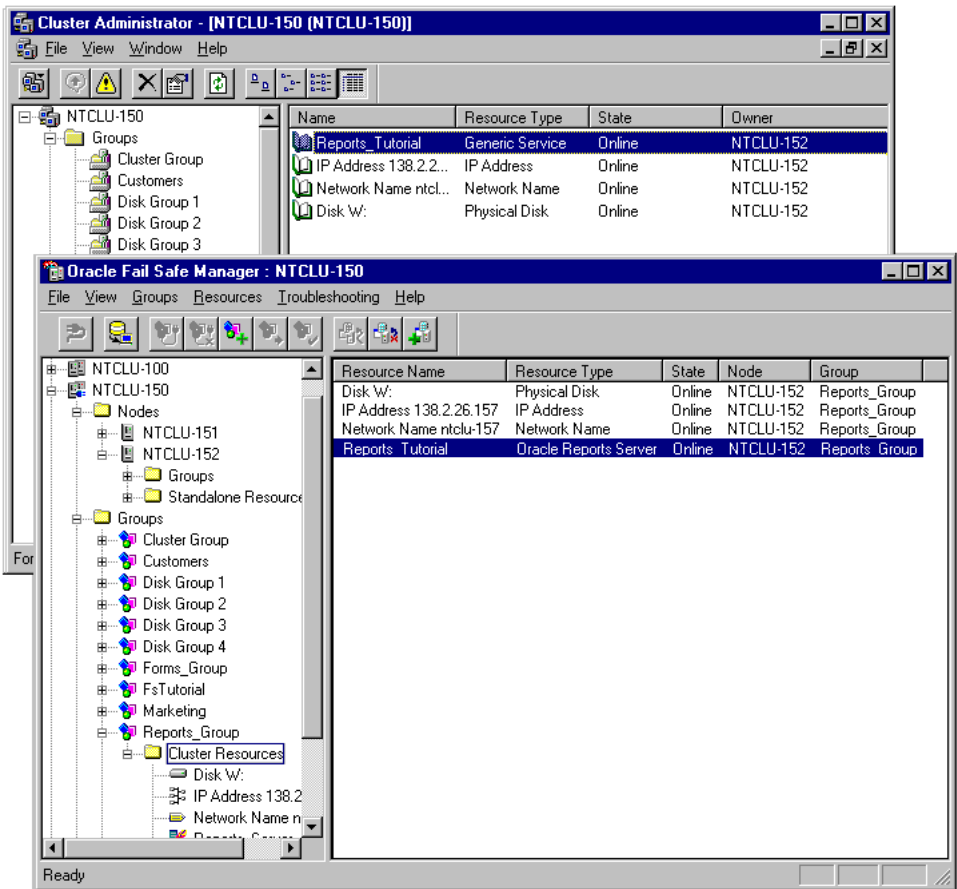 Cluster Administrator - [NTCLU-150 (NTCLU-150)]
File View Window Help
NTCLU-150
Groups
Cluster Group
Customers
Disk Group 1
Disk Group 2
Disk Group 3
Name Resource Type State Owner
Reports_Tutorial Generic Service Online NTCLU-152
IP Address 138.2.2... IP Address Online NTCLU-152
Network Name ntcl... Network Name Online NTCLU-152
Disk W: Physical Disk Online NTCLU-152
For
Oracle Fail Safe Manager : NTCLU-150
File View Groups Resources Troubleshooting Help
NTCLU-100
NTCLU-150
Nodes
NTCLU-151
NTCLU-152
Groups
Standalone Resource
Groups
Cluster Group
Customers
Disk Group 1
Disk Group 2
Disk Group 3
Disk Group 4
Forms_Group
FsTutorial
Marketing
Reports_Group
Cluster Resources
Disk W:
IP Address 138.2
Network Name n
Resource Name Resource Type State Node Group
Disk W: Physical Disk Online NTCLU-152 Reports_Group
IP Address 138.2.26.157 IP Address Online NTCLU-152 Reports_Group
Network Name ntclu-157 Network Name Online NTCLU-152 Reports_Group
Reports_Tutorial Oracle Reports Server Online NTCLU-152 Reports_Group
Ready